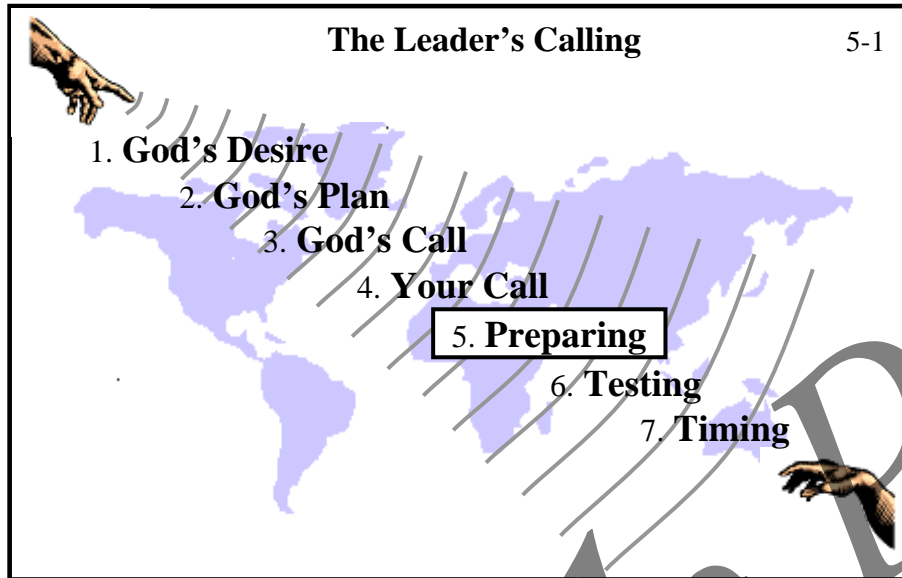 The Leader's Calling 5-1
1. God's Desire
2. God's Plan
3. God's Call
4. Your Call
5. Preparing
6. Testing
7. Timing